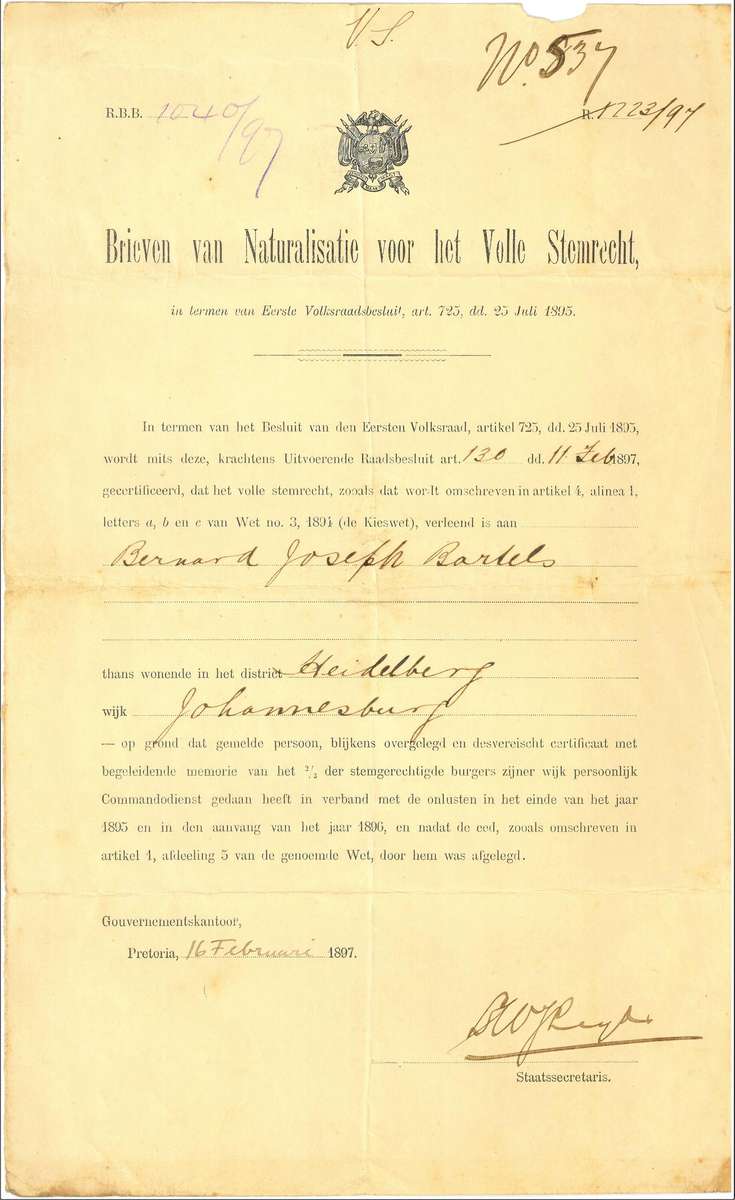 V.S.
No. 537
R.B.B. 1040/97
R. 1223/97
Brieven van Naturalisatie voor het Volle Stemrecht,
in termen van Eerste Volksraadsbesluit, art. 725, dd. 25 Juli 1895.
In termen van het Besluit van den Eersten Volksraad, artikel 725, dd. 25 Juli 1895,
wordt mits deze, krachtens Uitvoerende Raadsbesluit art. 130 dd. 11 Feb 1897,
gecertificeerd, dat het volle stemrecht, zooals dat wordt omschreven in artikel 4, alinea 1,
letters a, b en c van Wet no. 3, 1894 (de Kieswet), verleend is aan
Bernard Joseph Bartels
thans wonende in het district Heidelberg
wijk Johannesburg
— op grond dat gemelde persoon, blijkens overgelegd en desvereischt certificaat met
begeleidende memorie van het 2/3 der stemgerechtigde burgers zijner wijk persoonlijk
Commandodienst gedaan heeft in verband met de onlusten in het einde van het jaar
1895 en in den aanvang van het jaar 1896, en nadat de eed, zooals omschreven in
artikel 1, afdeeling 5 van de genoemde Wet, door hem was afgelegd.
Gouvernementskantoor,
Pretoria, 16 Februari 1897.
Staatssecretaris.